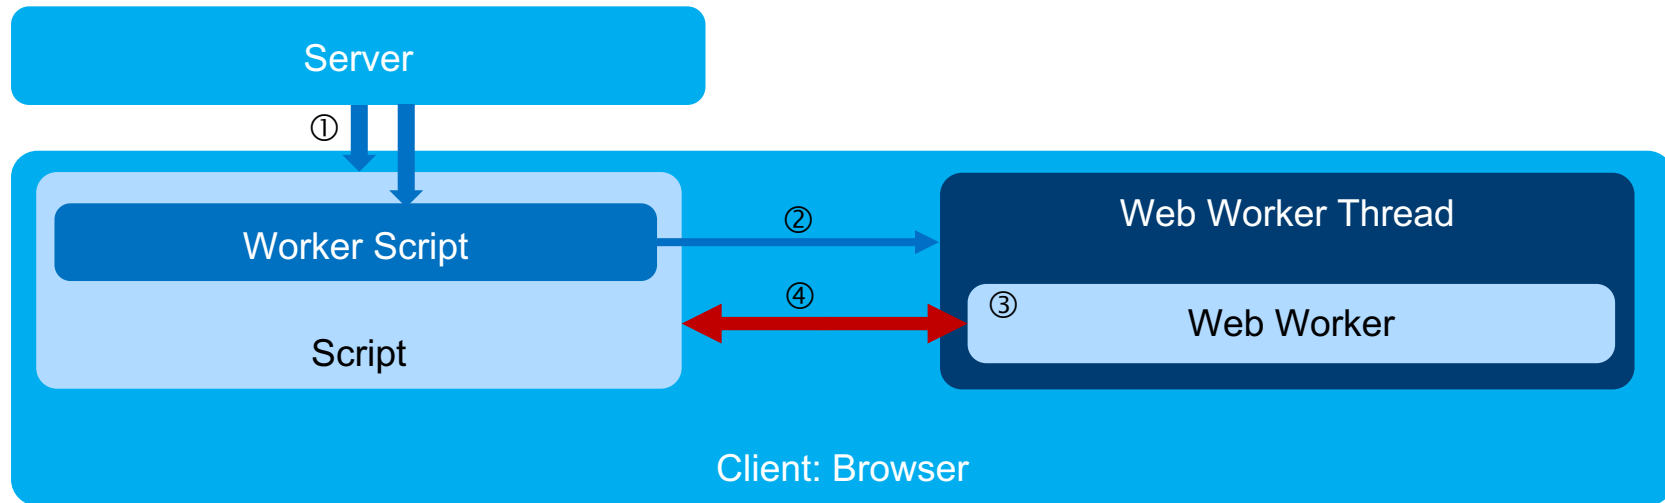 Server
①
Worker Script
②
Web Worker Thread
④
③
Web Worker
Script
Client: Browser